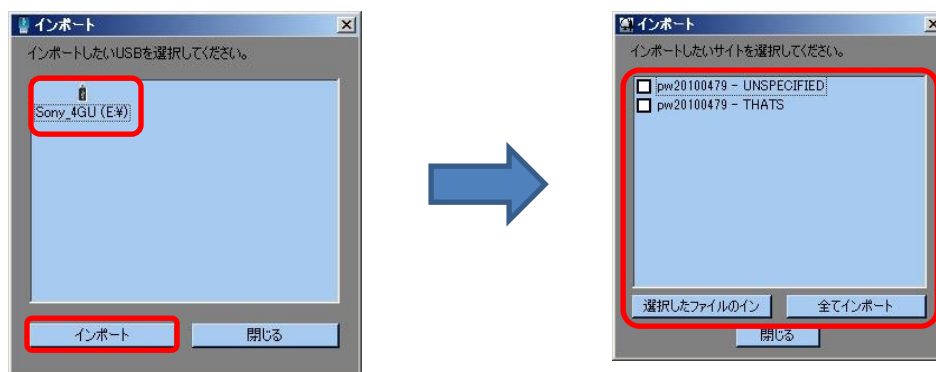 インポート
インポートしたいUSBを選択してください。
Sony_4GU (E:¥)
インポート
閉じる
インポート
インポートしたいサイトを選択してください。
pw20100479 - UNSPECIFIED
pw20100479 - THATS
選択したファイルのイン
全てインポート
閉じる